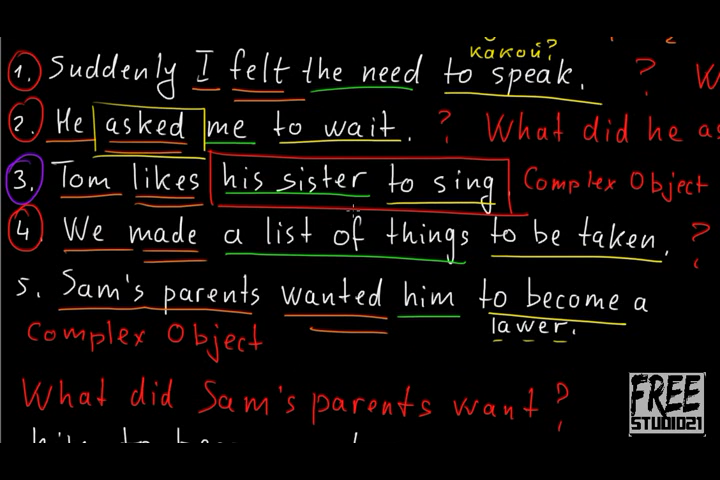 какой?
1. Suddenly I felt the need to speak. ?
2. He asked me to wait. ? What did he as
3. Tom likes his sister to sing. Complex Object
4. We made a list of things to be taken. ?
5. Sam's parents wanted him to become a
lawer.
Complex Object
What did Sam's parents want?
FREE
STUDIO21